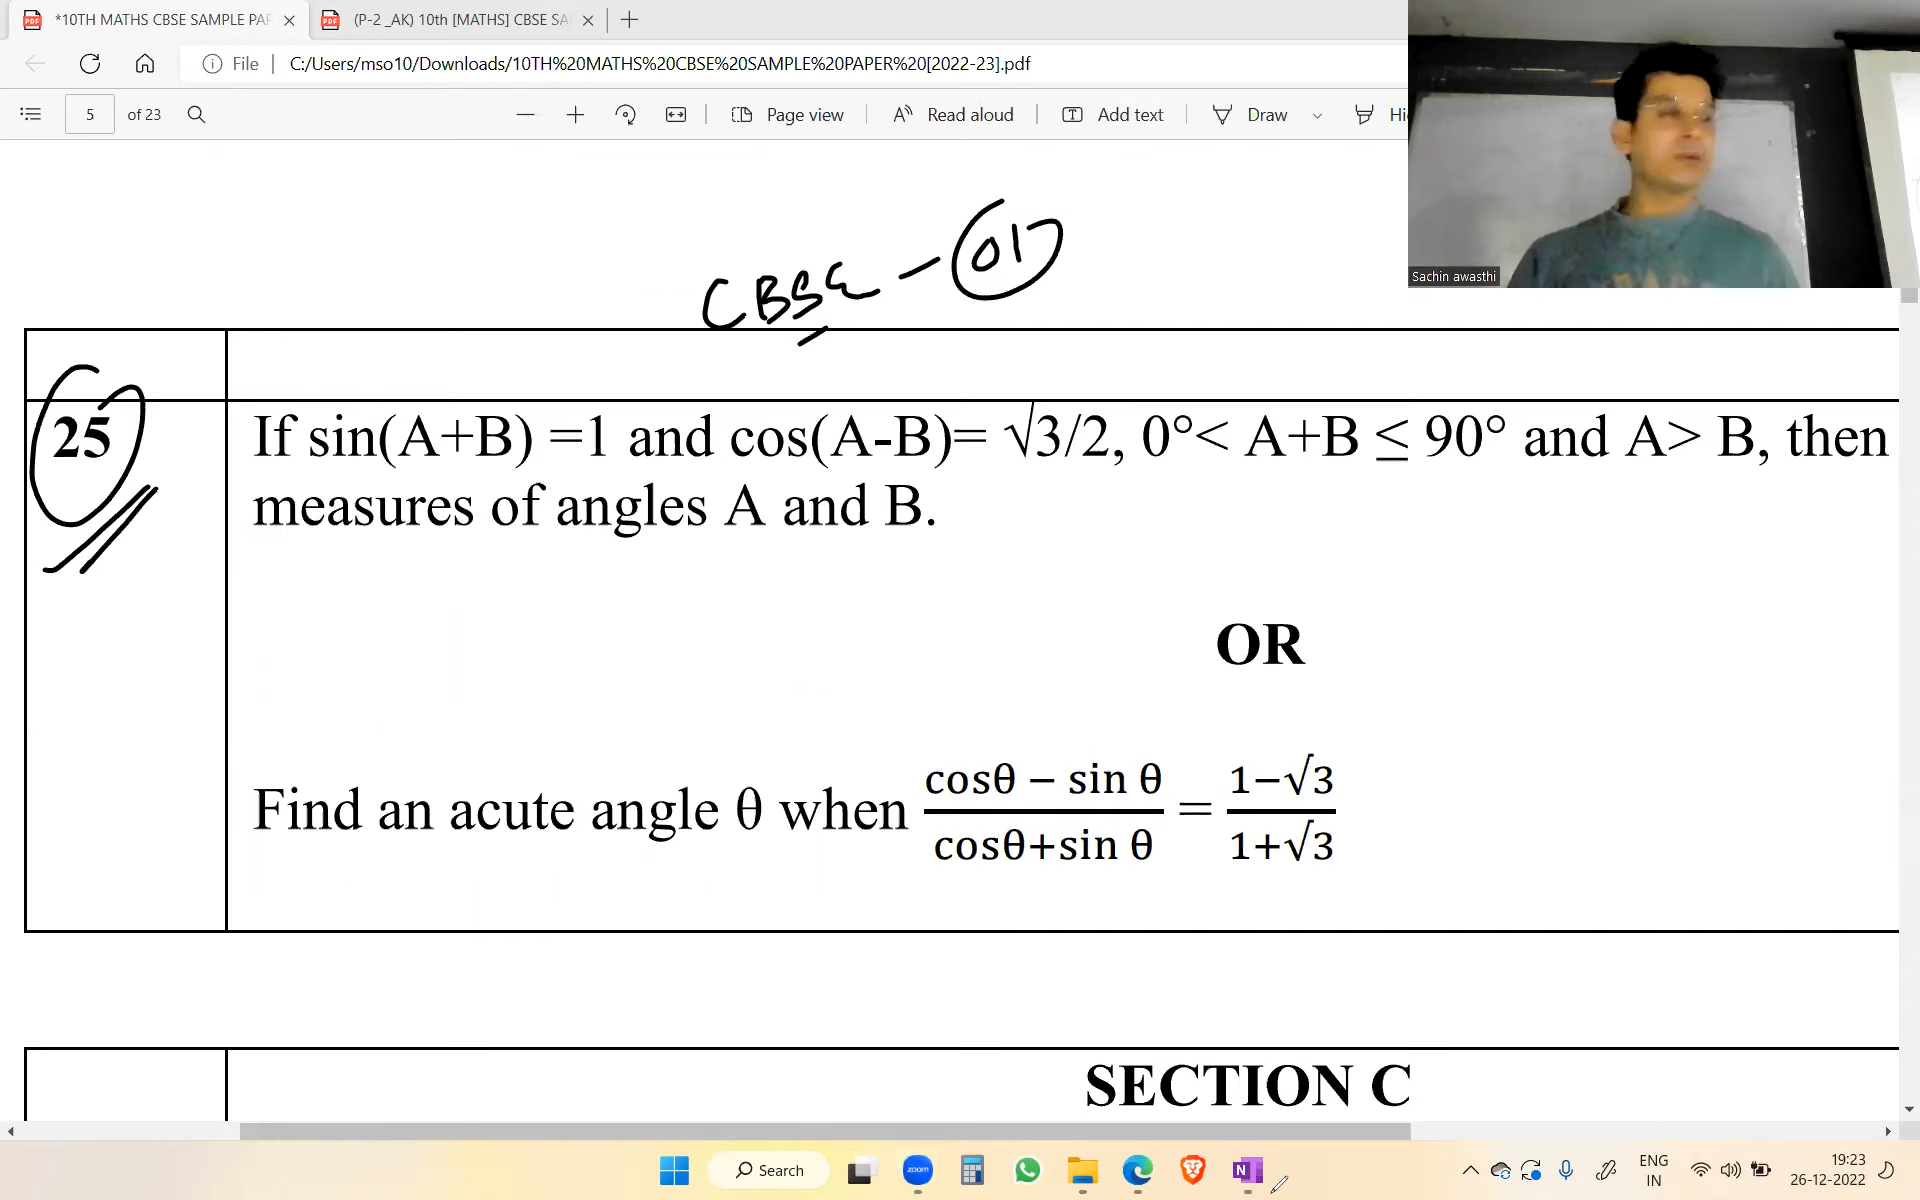 *10TH MATHS CBSE SAMPLE PAP
(P-2 _AK) 10th [MATHS] CBSE SA
File
C:/Users/mso10/Downloads/10TH%20MATHS%20CBSE%20SAMPLE%20PAPER%20[2022-23].pdf
5 of 23
Page view
Read aloud
Add text
Draw
Hi
Sachin awasthi
CBSE - 01
25
If sin(A+B) =1 and cos(A-B)= √3/2, 0°< A+B ≤ 90° and A> B, then
measures of angles A and B.
OR
Find an acute angle θ when (cosθ − sin θ)/(cosθ+sin θ) = (1−√3)/(1+√3)
SECTION C
Search
zoom
ENG
IN
19:23
26-12-2022